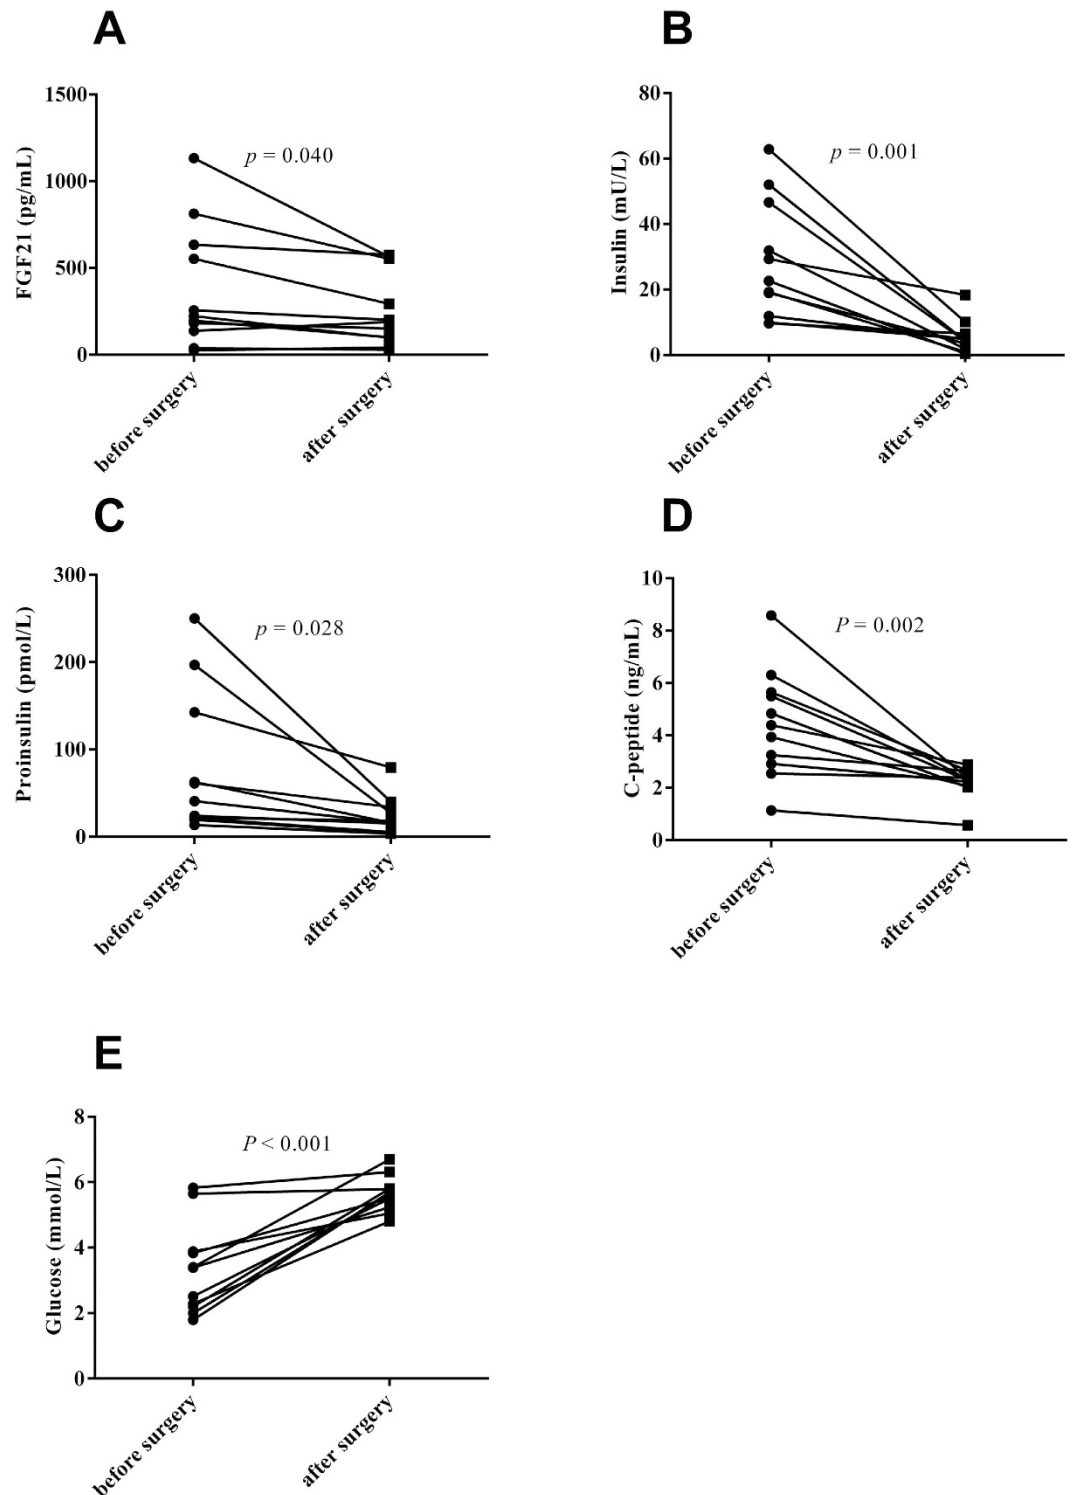 A
1500
1000
500
0
FGF21 (pg/mL)
p = 0.040
before surgery
after surgery
B
80
60
40
20
0
Insulin (mU/L)
p = 0.001
before surgery
after surgery
C
300
200
100
0
Proinsulin (pmol/L)
p = 0.028
before surgery
after surgery
D
10
8
6
4
2
0
C-peptide (ng/mL)
P = 0.002
before surgery
after surgery
E
8
6
4
2
0
Glucose (mmol/L)
P < 0.001
before surgery
after surgery